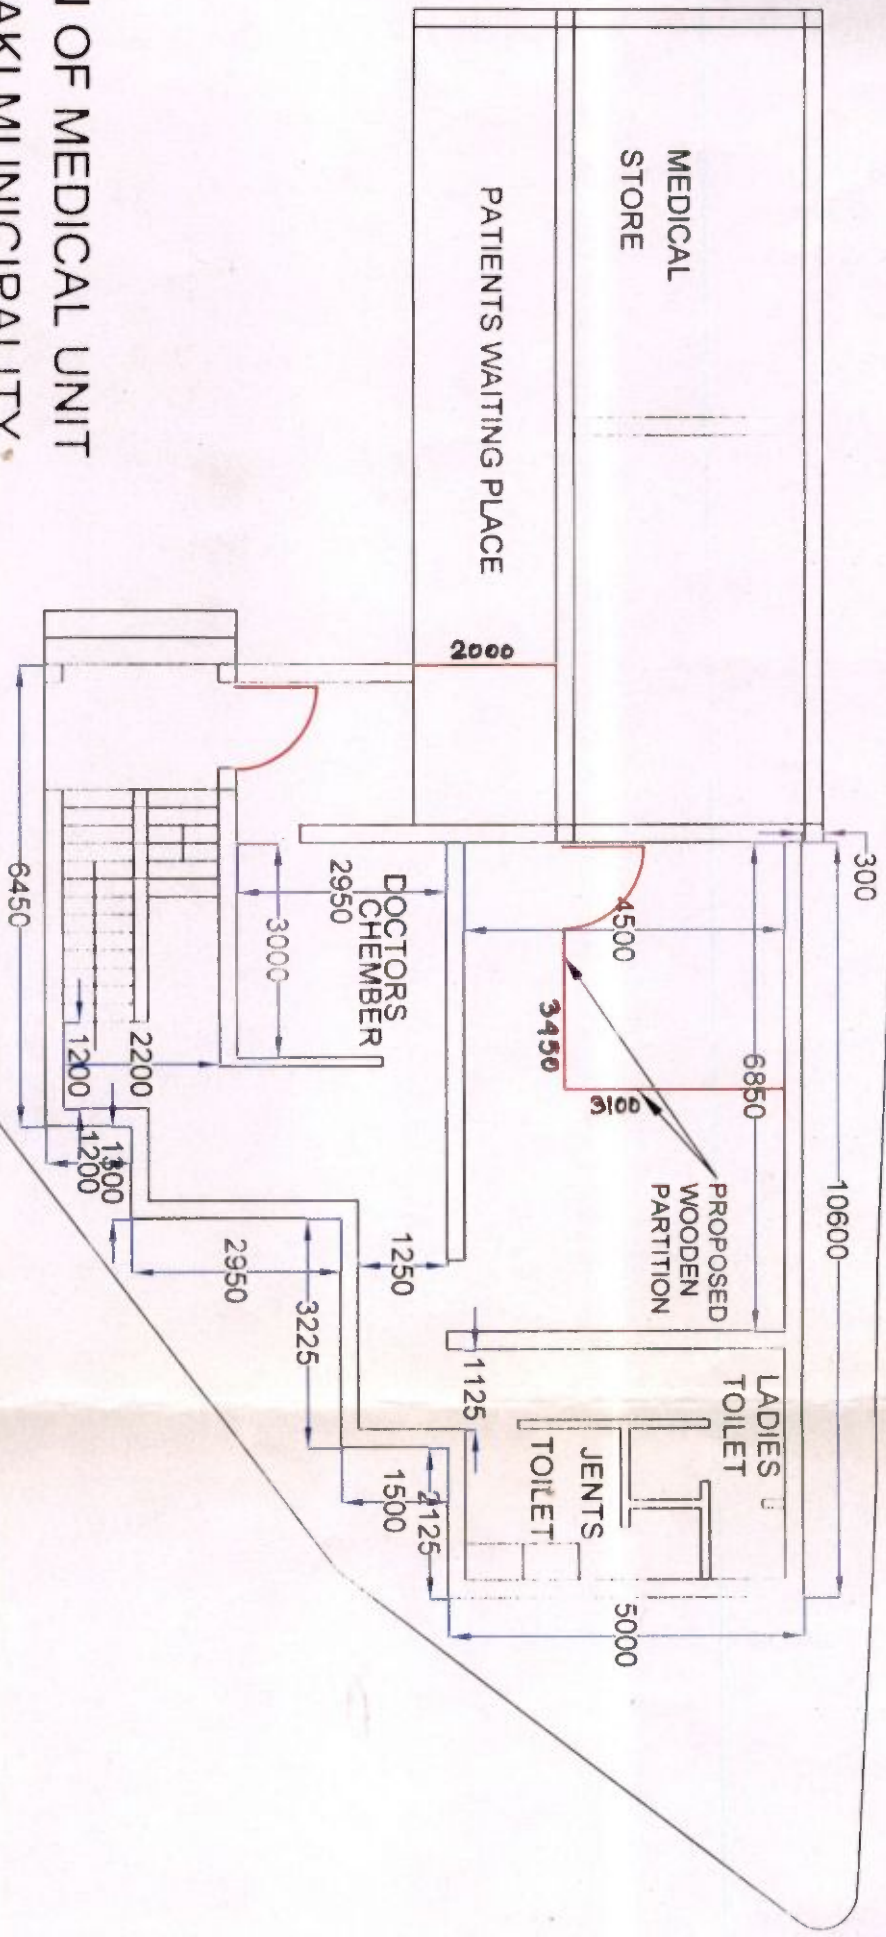 MEDICAL
STORE
PATIENTS WAITING PLACE
2000
300
10600
6850
4500
3450
3100
PROPOSED
WOODEN
PARTITION
LADIES
TOILET
JENTS
TOILET
5000
DOCTORS
CHEMBER
2950
3000
1250
1125
2125
1500
3225
2950
2200
1200
1300
1200
6450
OF MEDICAL UNIT
MUNICIPALITY.